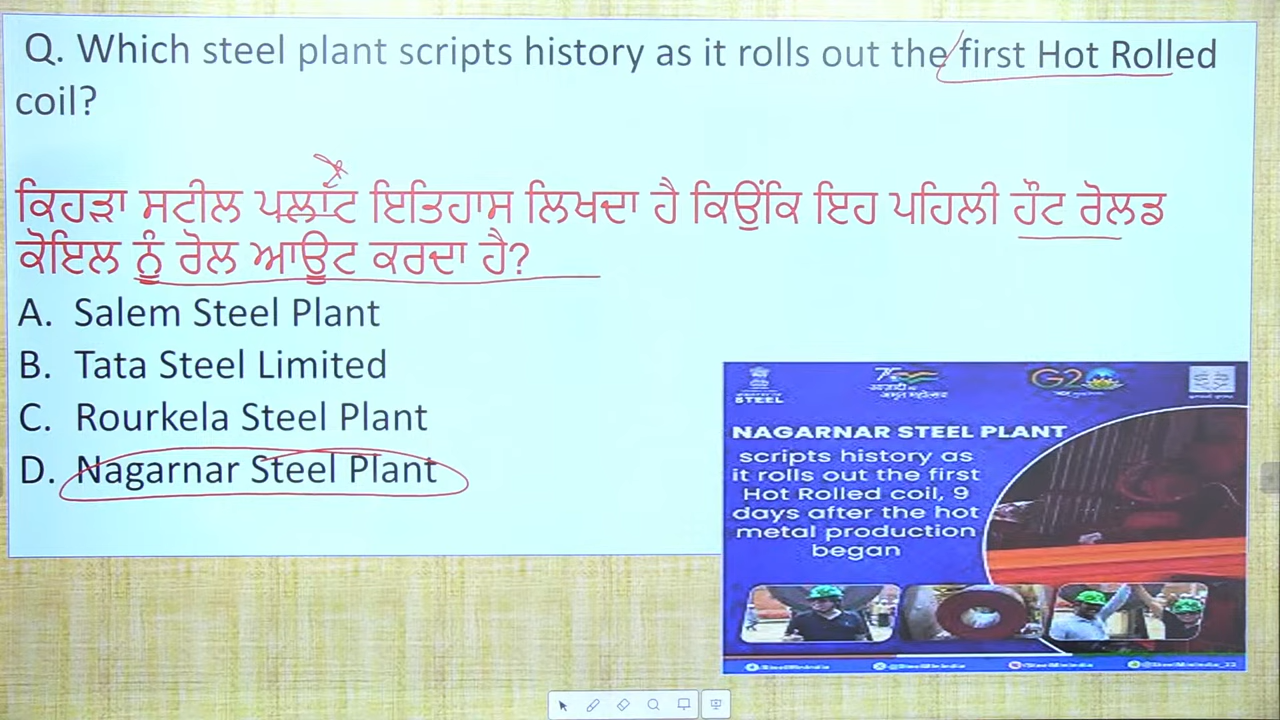 Q. Which steel plant scripts history as it rolls out the first Hot Rolled
coil?
ਕਿਹੜਾ ਸਟੀਲ ਪਲਾਂਟ ਇਤਿਹਾਸ ਲਿਖਦਾ ਹੈ ਕਿਉਂਕਿ ਇਹ ਪਹਿਲੀ ਹੌਟ ਰੋਲਡ
ਕੋਇਲ ਨੂੰ ਰੋਲ ਆਊਟ ਕਰਦਾ ਹੈ?
A. Salem Steel Plant
B. Tata Steel Limited
C. Rourkela Steel Plant
D. Nagarnar Steel Plant
STEEL
G20
NAGARNAR STEEL PLANT
scripts history as
it rolls out the first
Hot Rolled coil, 9
days after the hot
metal production
began